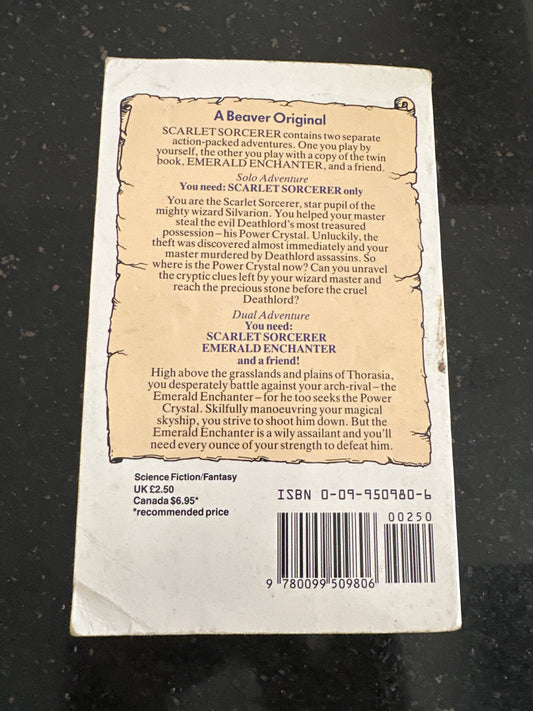 A Beaver Original
SCARLET SORCERER contains two separate
action-packed adventures. One you play by
yourself, the other you play with a copy of the twin
book, EMERALD ENCHANTER, and a friend.
Solo Adventure
You need: SCARLET SORCERER only
You are the Scarlet Sorcerer, star pupil of the
mighty wizard Silvarion. You helped your master
steal the evil Deathlord's most treasured
possession – his Power Crystal. Unluckily, the
theft was discovered almost immediately and your
master murdered by Deathlord assassins. So
where is the Power Crystal now? Can you unravel
the cryptic clues left by your wizard master and
reach the precious stone before the cruel
Deathlord?
Dual Adventure
You need:
SCARLET SORCERER
EMERALD ENCHANTER
and a friend!
High above the grasslands and plains of Thorasia,
you desperately battle against your arch-rival – the
Emerald Enchanter – for he too seeks the Power
Crystal. Skilfully manoeuvring your magical
skyship, you strive to shoot him down. But the
Emerald Enchanter is a wily assailant and you'll
need every ounce of your strength to defeat him.
Science Fiction/Fantasy
UK £2.50
Canada $6.95*
*recommended price
ISBN 0-09-950980-6
00250
9 780099 509806